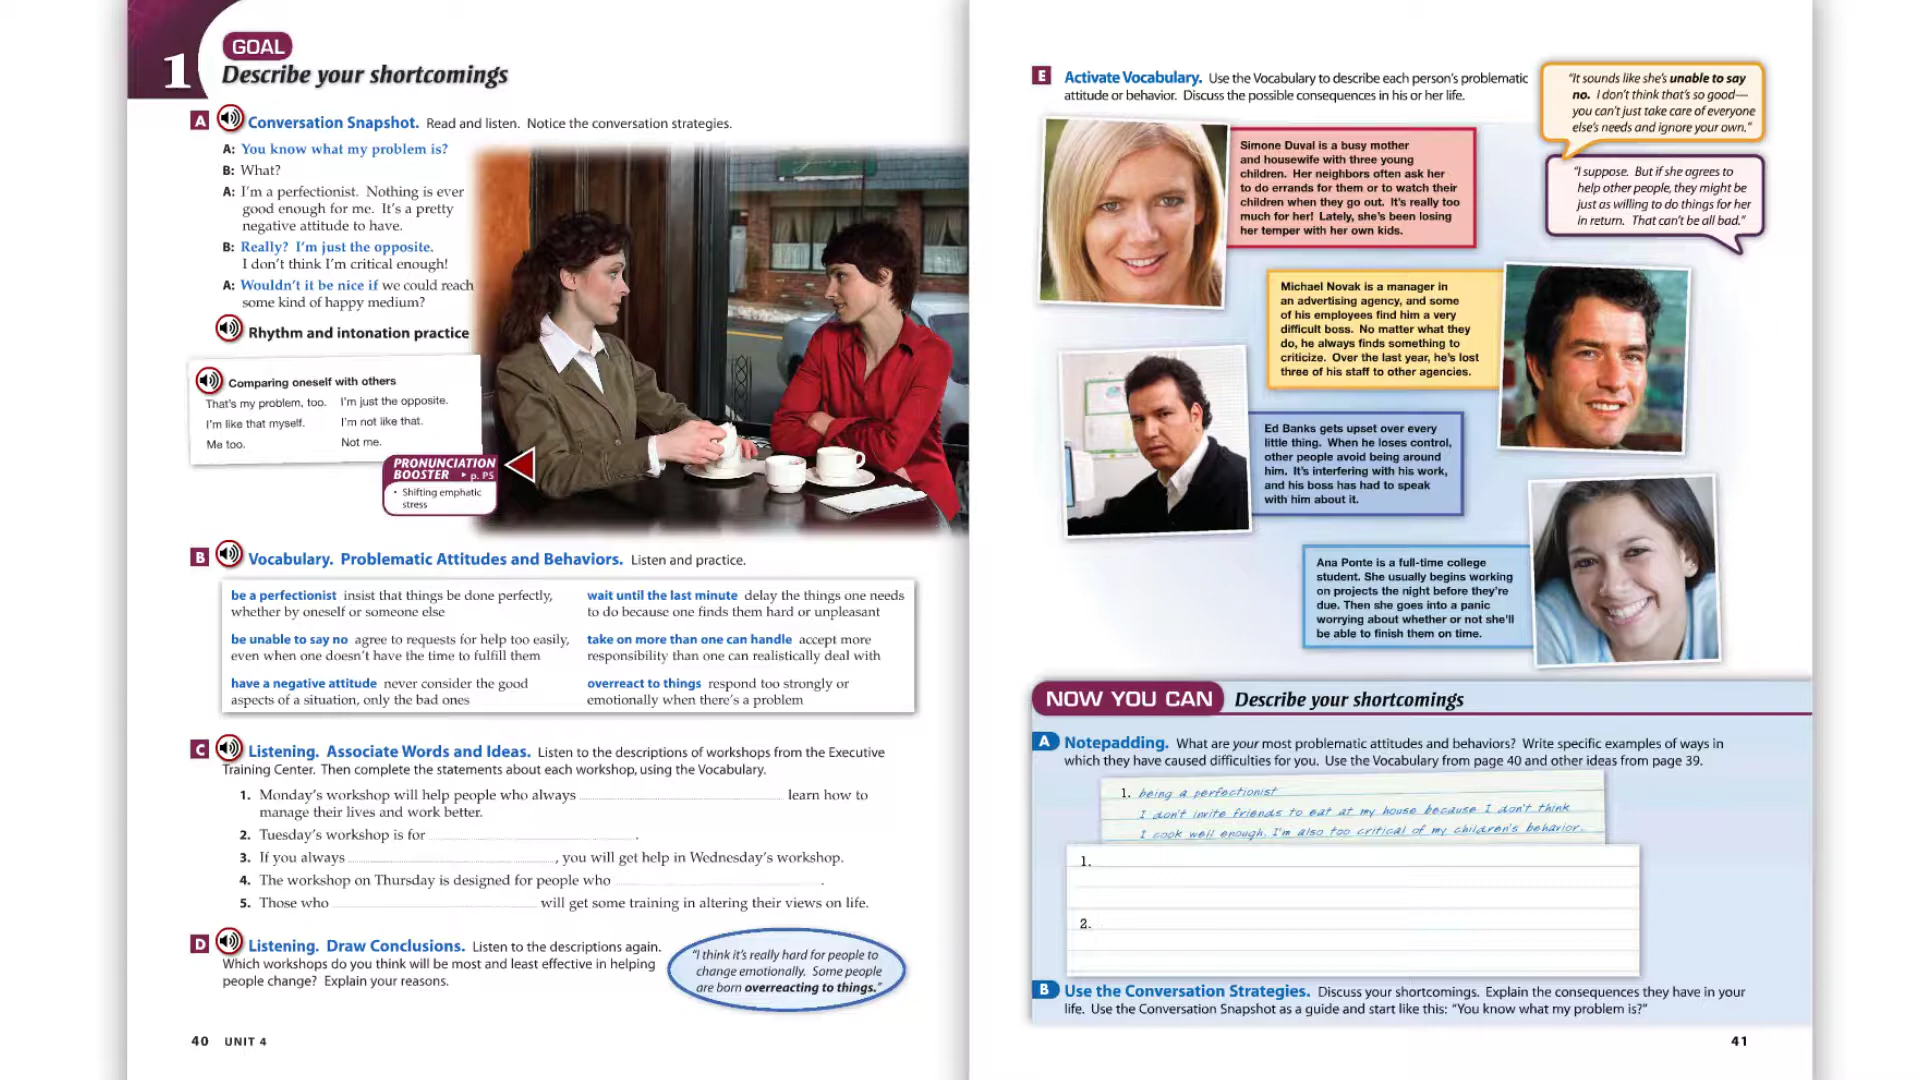 1
GOAL
Describe your shortcomings
A Conversation Snapshot. Read and listen. Notice the conversation strategies.
A: You know what my problem is?
B: What?
A: I'm a perfectionist. Nothing is ever
good enough for me. It's a pretty
negative attitude to have.
B: Really? I'm just the opposite.
I don't think I'm critical enough!
A: Wouldn't it be nice if we could reach
some kind of happy medium?
Rhythm and intonation practice
Comparing oneself with others
That's my problem, too. I'm just the opposite.
I'm like that myself. I'm not like that.
Me too. Not me.
PRONUNCIATION
BOOSTER ▸ p. P5
• Shifting emphatic
stress
B Vocabulary. Problematic Attitudes and Behaviors. Listen and practice.
be a perfectionist insist that things be done perfectly,
whether by oneself or someone else
be unable to say no agree to requests for help too easily,
even when one doesn't have the time to fulfill them
have a negative attitude never consider the good
aspects of a situation, only the bad ones
wait until the last minute delay the things one needs
to do because one finds them hard or unpleasant
take on more than one can handle accept more
responsibility than one can realistically deal with
overreact to things respond too strongly or
emotionally when there's a problem
C Listening. Associate Words and Ideas. Listen to the descriptions of workshops from the Executive
Training Center. Then complete the statements about each workshop, using the Vocabulary.
1. Monday's workshop will help people who always learn how to
manage their lives and work better.
2. Tuesday's workshop is for .
3. If you always , you will get help in Wednesday's workshop.
4. The workshop on Thursday is designed for people who .
5. Those who will get some training in altering their views on life.
D Listening. Draw Conclusions. Listen to the descriptions again.
Which workshops do you think will be most and least effective in helping
people change? Explain your reasons.
"I think it's really hard for people to
change emotionally. Some people
are born overreacting to things."
40 UNIT 4
E Activate Vocabulary. Use the Vocabulary to describe each person's problematic
attitude or behavior. Discuss the possible consequences in his or her life.
"It sounds like she's unable to say
no. I don't think that's so good—
you can't just take care of everyone
else's needs and ignore your own."
"I suppose. But if she agrees to
help other people, they might be
just as willing to do things for her
in return. That can't be all bad."
Simone Duval is a busy mother
and housewife with three young
children. Her neighbors often ask her
to do errands for them or to watch their
children when they go out. It's really too
much for her! Lately, she's been losing
her temper with her own kids.
Michael Novak is a manager in
an advertising agency, and some
of his employees find him a very
difficult boss. No matter what they
do, he always finds something to
criticize. Over the last year, he's lost
three of his staff to other agencies.
Ed Banks gets upset over every
little thing. When he loses control,
other people avoid being around
him. It's interfering with his work,
and his boss has had to speak
with him about it.
Ana Ponte is a full-time college
student. She usually begins working
on projects the night before they're
due. Then she goes into a panic
worrying about whether or not she'll
be able to finish them on time.
NOW YOU CAN Describe your shortcomings
A Notepadding. What are your most problematic attitudes and behaviors? Write specific examples of ways in
which they have caused difficulties for you. Use the Vocabulary from page 40 and other ideas from page 39.
1. being a perfectionist
I don't invite friends to eat at my house because I don't think
I cook well enough. I'm also too critical of my children's behavior.
1.
2.
B Use the Conversation Strategies. Discuss your shortcomings. Explain the consequences they have in your
life. Use the Conversation Snapshot as a guide and start like this: "You know what my problem is?"
41